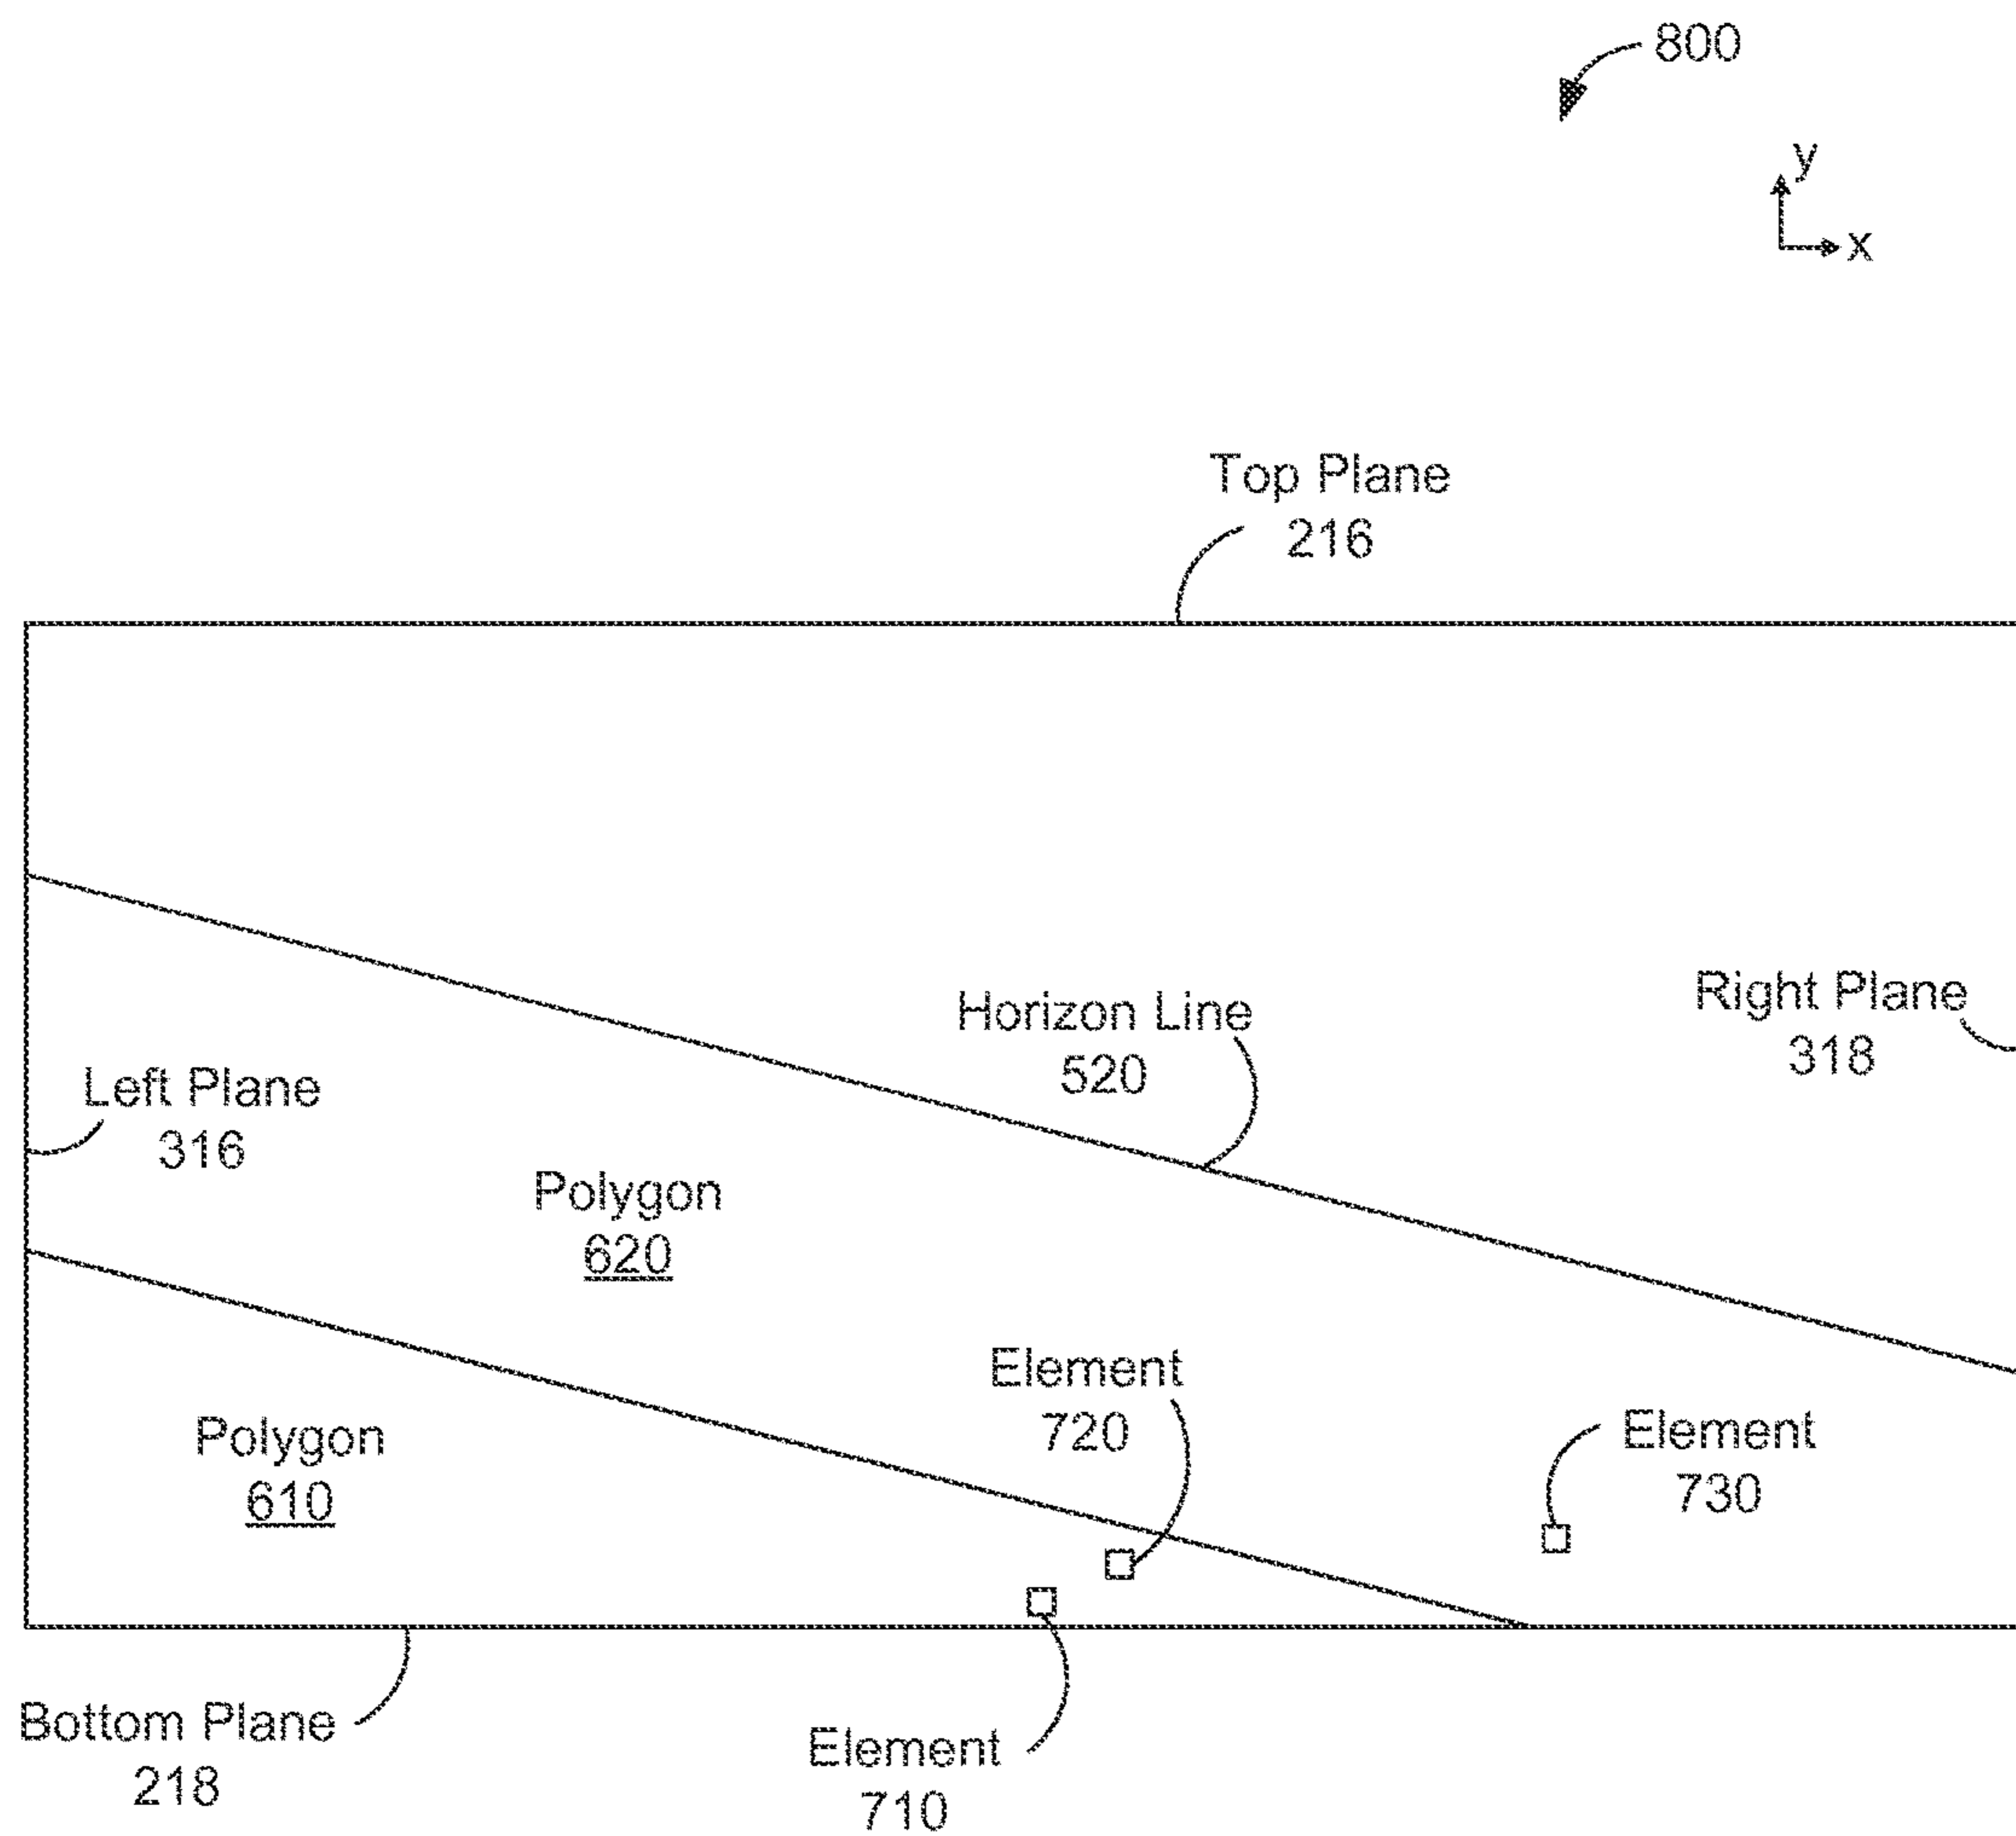 800
y
x
Top Plane
216
Horizon Line
520
Right Plane
318
Left Plane
316
Polygon
620
Element
720
Element
730
Polygon
610
Bottom Plane
218
Element
710